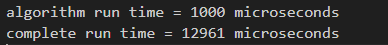 algorithm run time = 1000 microseconds
complete run time = 12961 microseconds